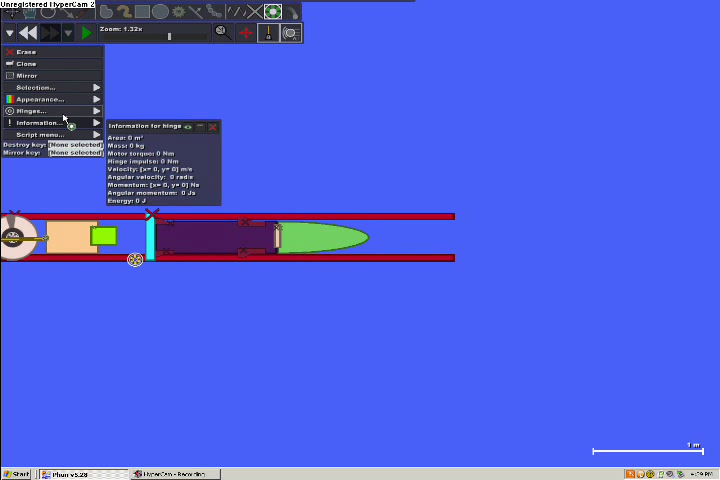 Unregistered HyperCam 2
Zoom: 1.32x
Erase
Clone
Mirror
Selection...
Appearance...
Hinges...
Information...
Script menu...
Destroy key: [None selected]
Mirror key: [None selected]
Information for hinge
Area: 0 m²
Mass: 0 kg
Motor torque: 0 Nm
Hinge impulse: 0 Nm
Velocity: [x= 0, y= 0] m/s
Angular velocity: 0 rad/s
Momentum: [x= 0, y= 0] Ns
Angular momentum: 0 Js
Energy: 0 J
1 m
Start
Phun v5.28
HyperCam - Recording